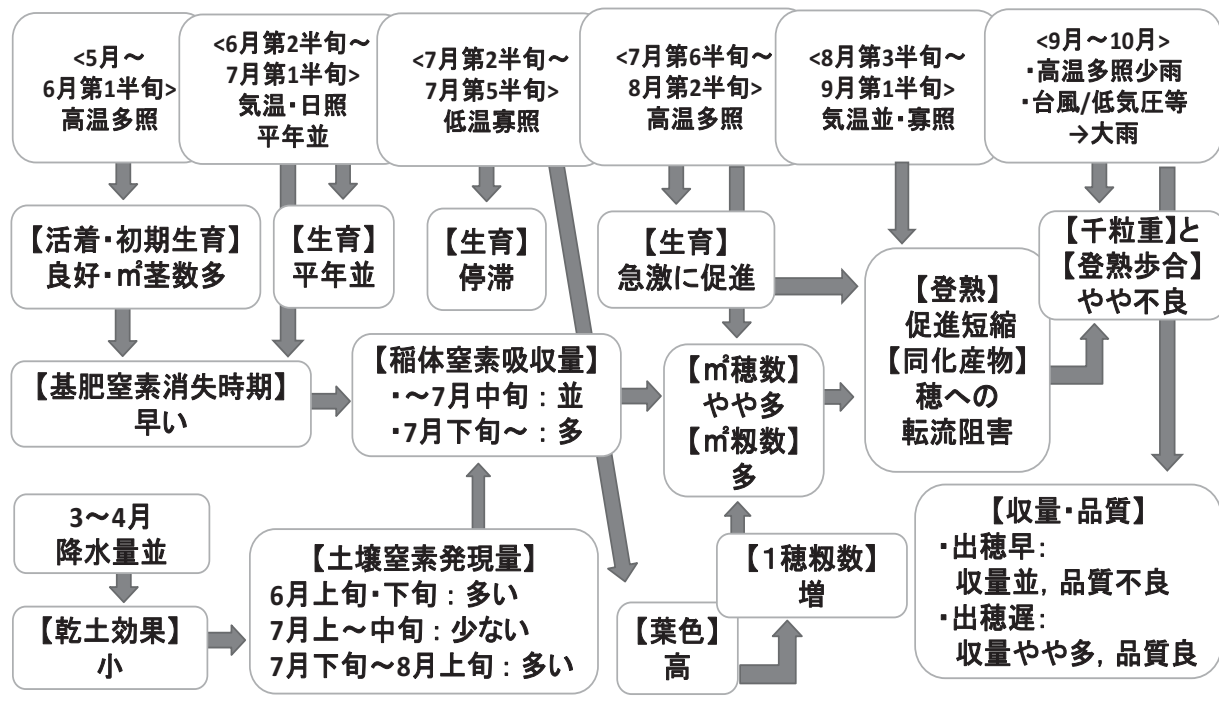 <5月～
6月第1半旬>
高温多照
<6月第2半旬～
7月第1半旬>
気温・日照
平年並
<7月第2半旬～
7月第5半旬>
低温寡照
<7月第6半旬～
8月第2半旬>
高温多照
<8月第3半旬～
9月第1半旬>
気温並・寡照
<9月～10月>
・高温多照少雨
・台風/低気圧等
→大雨
【活着・初期生育】
良好・㎡茎数多
【生育】
平年並
【生育】
停滞
【生育】
急激に促進
【登熟】
促進短縮
【同化産物】
穂への
転流阻害
【千粒重】と
【登熟歩合】
やや不良
【基肥窒素消失時期】
早い
【稲体窒素吸収量】
・～7月中旬：並
・7月下旬～：多
【㎡穂数】
やや多
【㎡籾数】
多
3～4月
降水量並
【乾土効果】
小
【土壌窒素発現量】
6月上旬・下旬：多い
7月上～中旬：少ない
7月下旬～8月上旬：多い
【葉色】
高
【１穂籾数】
増
【収量・品質】
・出穂早：
収量並，品質不良
・出穂遅：
収量やや多，品質良